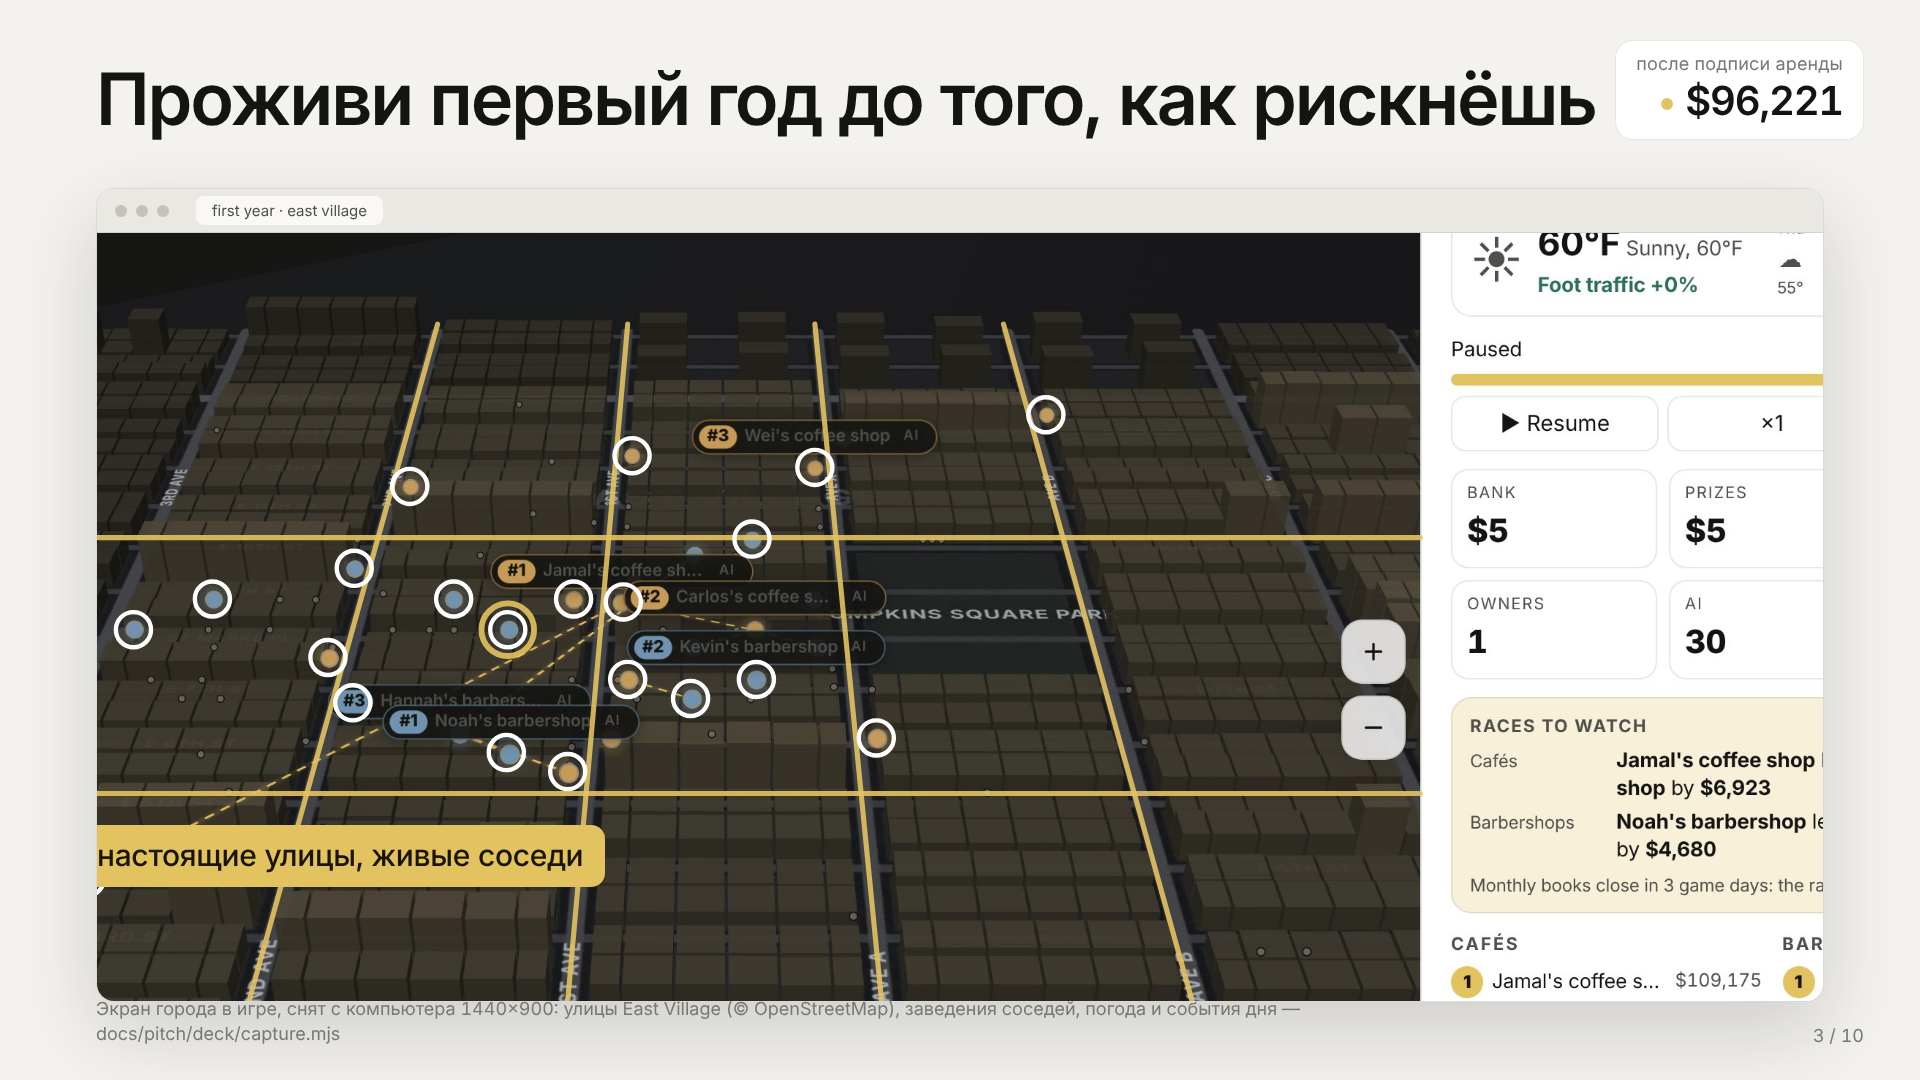 Проживи первый год до того, как рискнёшь
после подписи аренды
$96,221
first year · east village
60°F Sunny, 60°F
Foot traffic +0%
55°
Paused
Resume
×1
3RD AVE
#3 Wei's coffee shop AI
#1 Jamal's coffee sh... AI
#2 Carlos's coffee s... AI
#2 Kevin's barbershop AI
#3 Hannah's barbers... AI
#1 Noah's barbershop AI
+
−
BANK
$5
PRIZES
$5
OWNERS
1
AI
30
RACES TO WATCH
Cafés
Jamal's coffee shop
shop by $6,923
Barbershops
Noah's barbershop
by $4,680
Monthly books close in 3 game days: the
настоящие улицы, живые соседи
AVE A
AVE B
CAFÉS
1 Jamal's coffee s... $109,175
1
Экран города в игре, снят с компьютера 1440×900: улицы East Village (© OpenStreetMap), заведения соседей, погода и события дня —
docs/pitch/deck/capture.mjs
3 / 10